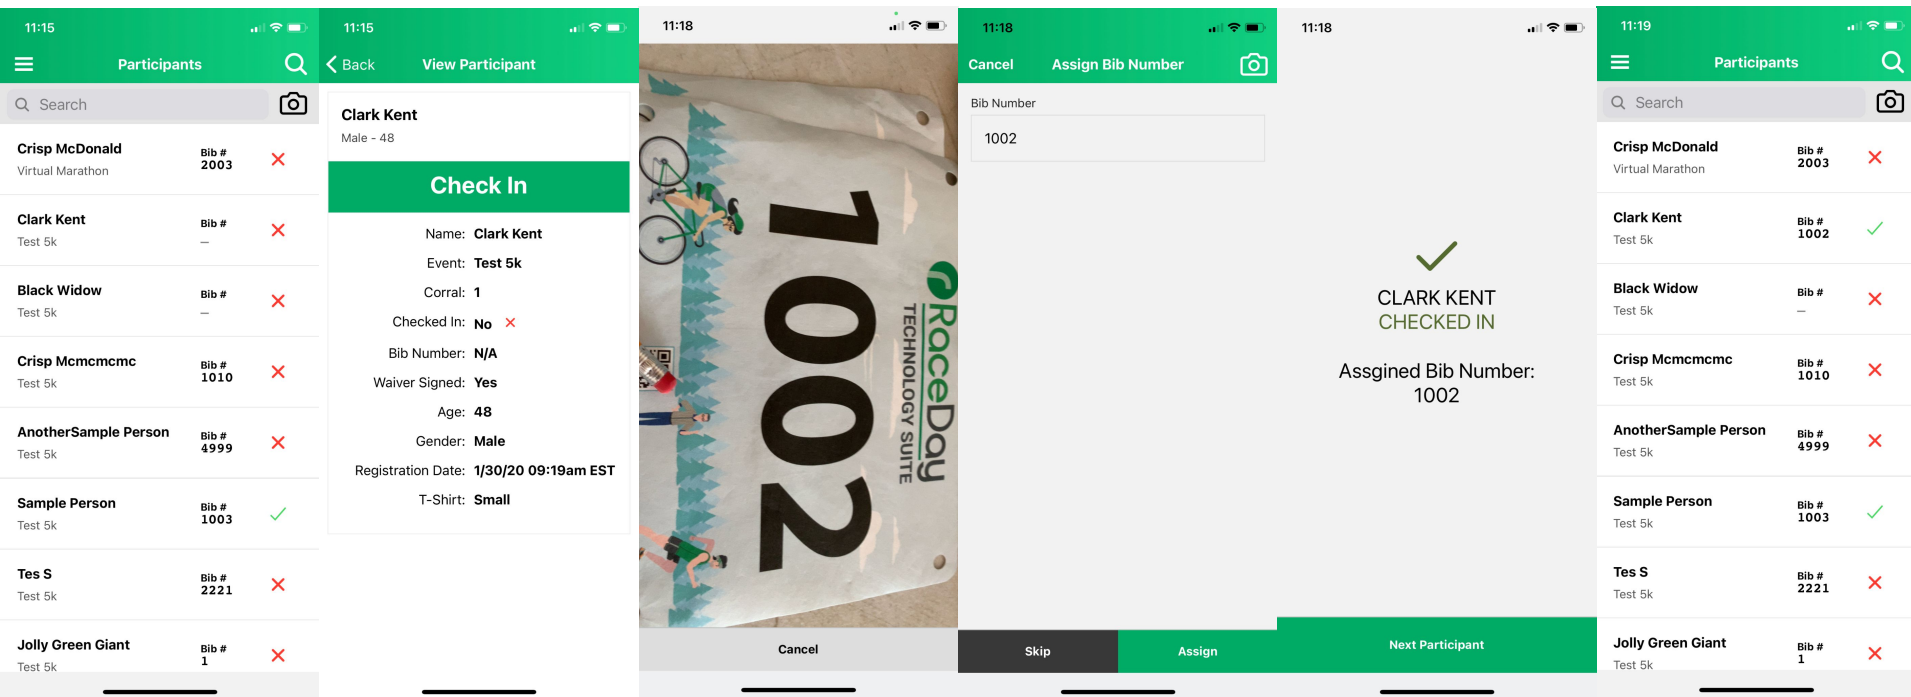 11:15
Participants
Search
Crisp McDonald
Virtual Marathon
Bib #
2003
Clark Kent
Test 5k
Bib #
–
Black Widow
Test 5k
Bib #
–
Crisp Mcmcmcmc
Test 5k
Bib #
1010
AnotherSample Person
Test 5k
Bib #
4999
Sample Person
Test 5k
Bib #
1003
Tes S
Test 5k
Bib #
2221
Jolly Green Giant
Test 5k
Bib #
1
11:15
Back
View Participant
Clark Kent
Male - 48
Check In
Name: Clark Kent
Event: Test 5k
Corral: 1
Checked In: No
Bib Number: N/A
Waiver Signed: Yes
Age: 48
Gender: Male
Registration Date: 1/30/20 09:19am EST
T-Shirt: Small
11:18
1002
RaceDay
TECHNOLOGY SUITE
Cancel
11:18
Cancel
Assign Bib Number
Bib Number
1002
Skip
Assign
11:18
CLARK KENT
CHECKED IN
Assgined Bib Number:
1002
Next Participant
11:19
Participants
Search
Crisp McDonald
Virtual Marathon
Bib #
2003
Clark Kent
Test 5k
Bib #
1002
Black Widow
Test 5k
Bib #
–
Crisp Mcmcmcmc
Test 5k
Bib #
1010
AnotherSample Person
Test 5k
Bib #
4999
Sample Person
Test 5k
Bib #
1003
Tes S
Test 5k
Bib #
2221
Jolly Green Giant
Test 5k
Bib #
1